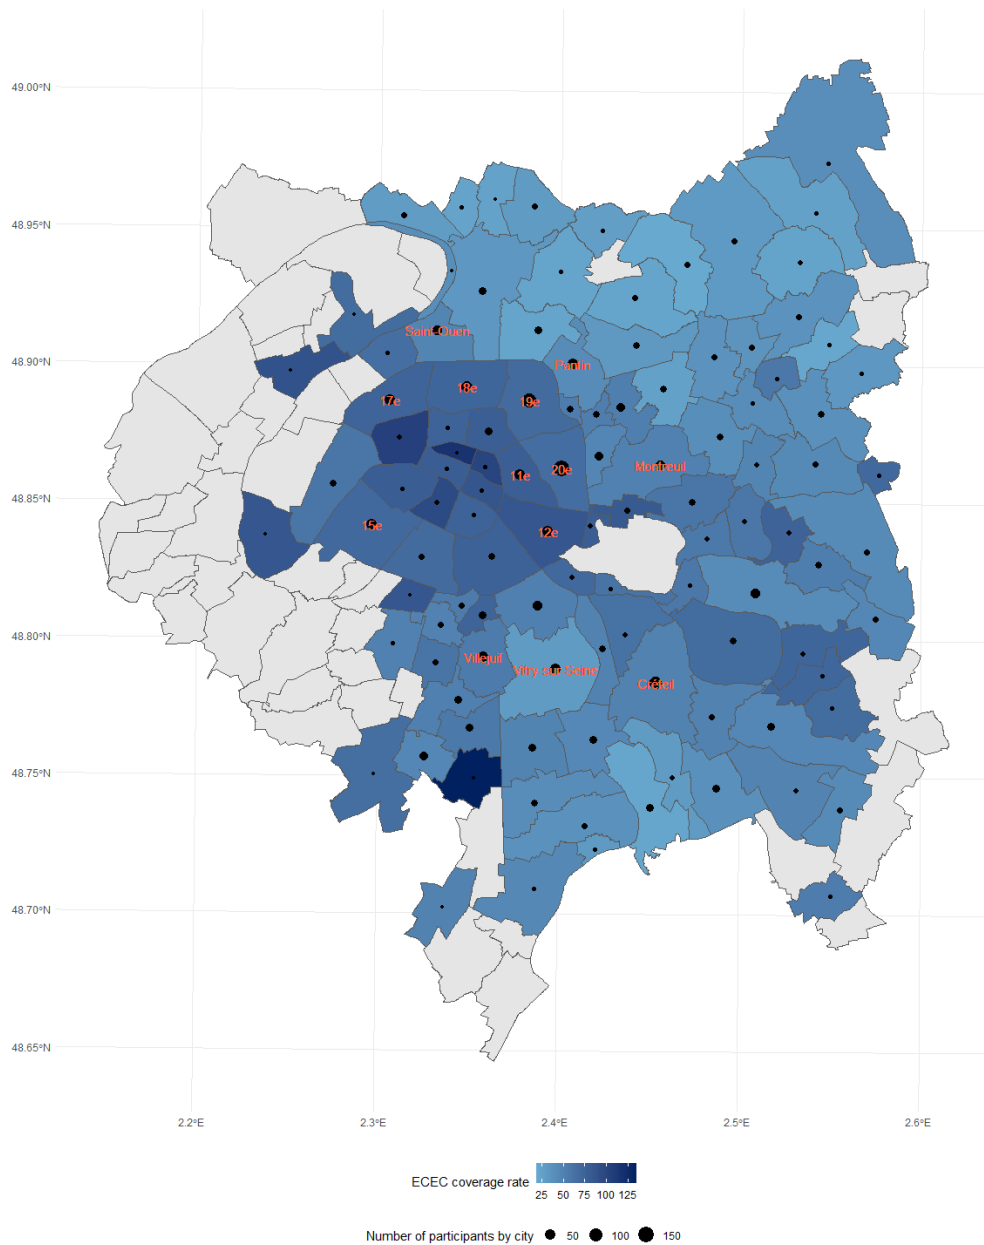 49.00°N
48.95°N
48.90°N
48.85°N
48.80°N
48.75°N
48.70°N
48.65°N
Saint-Ouen
Pantin
18e
17e
19e
Montreuil
20e
11e
15e
12e
Villejuif
Vitry-sur-Seine
Créteil
2.2°E 2.3°E 2.4°E 2.5°E 2.6°E
ECEC coverage rate
25 50 75 100 125
Number of participants by city 50 100 150